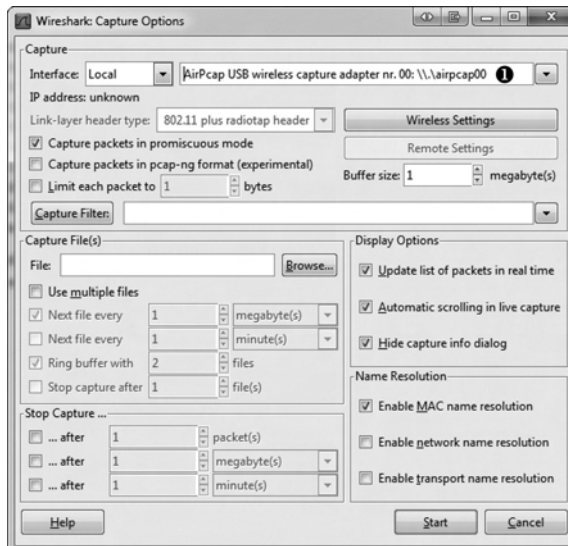 Wireshark: Capture Options
Capture
Interface: Local AirPcap USB wireless capture adapter nr. 00: \\.\airpcap00 ❶
IP address: unknown
Link-layer header type: 802.11 plus radiotap header Wireless Settings
Capture packets in promiscuous mode Remote Settings
Capture packets in pcap-ng format (experimental)
Limit each packet to 1 bytes Buffer size: 1 megabyte(s)
Capture Filter:
Capture File(s)
File: Browse...
Use multiple files
Next file every 1 megabyte(s)
Next file every 1 minute(s)
Ring buffer with 2 files
Stop capture after 1 file(s)
Stop Capture ...
... after 1 packet(s)
... after 1 megabyte(s)
... after 1 minute(s)
Display Options
Update list of packets in real time
Automatic scrolling in live capture
Hide capture info dialog
Name Resolution
Enable MAC name resolution
Enable network name resolution
Enable transport name resolution
Help Start Cancel